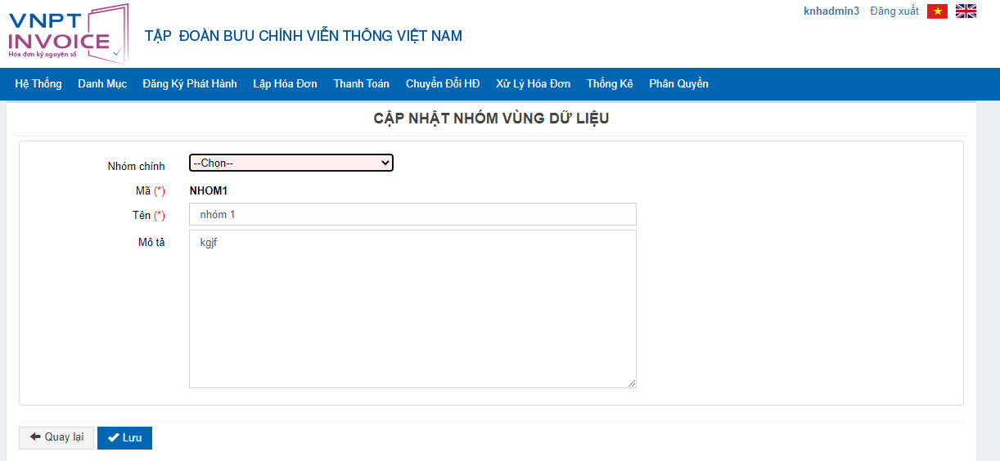 VNPT
INVOICE
Hóa đơn kỷ nguyên số
TẬP ĐOÀN BƯU CHÍNH VIỄN THÔNG VIỆT NAM
knhadmin3 Đăng xuất
Hệ Thống Danh Mục Đăng Ký Phát Hành Lập Hóa Đơn Thanh Toán Chuyển Đổi HĐ Xử Lý Hóa Đơn Thống Kê Phân Quyền
CẬP NHẬT NHÓM VÙNG DỮ LIỆU
Nhóm chính --Chọn--
Mã (*) NHOM1
Tên (*) nhóm 1
Mô tả kgjf
Quay lại Lưu